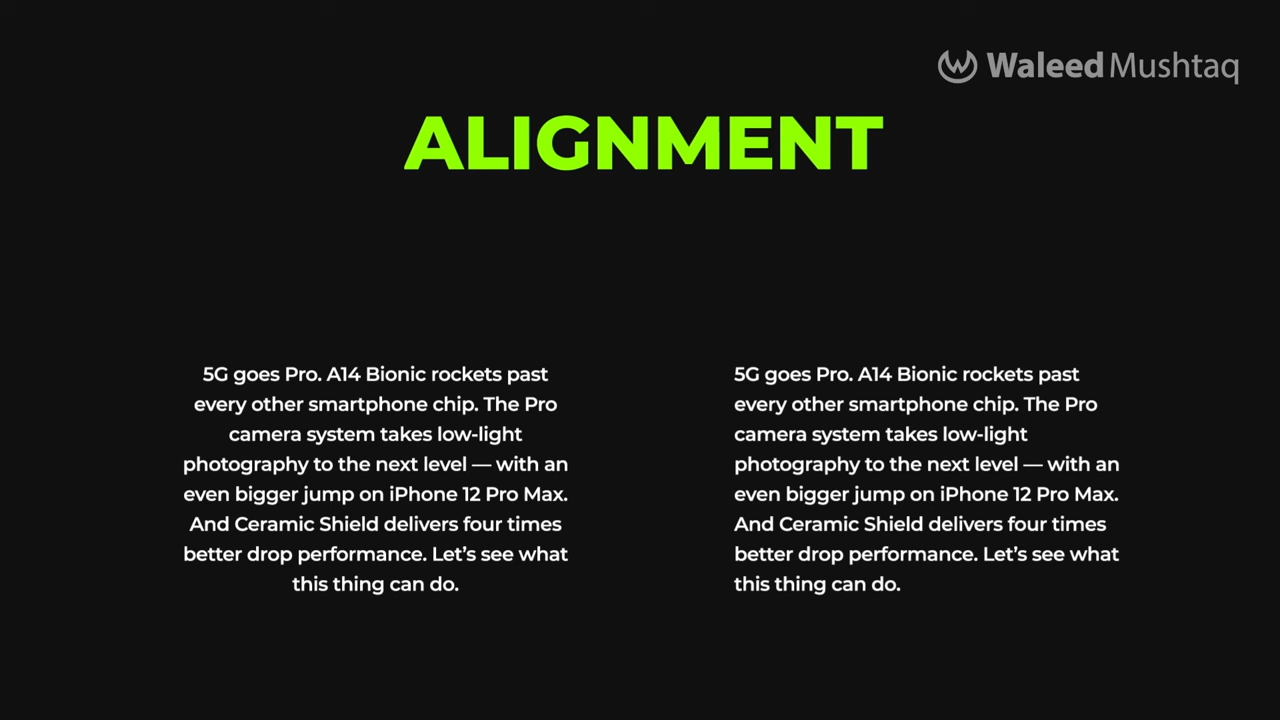 Waleed Mushtaq
ALIGNMENT
5G goes Pro. A14 Bionic rockets past
every other smartphone chip. The Pro
camera system takes low-light
photography to the next level — with an
even bigger jump on iPhone 12 Pro Max.
And Ceramic Shield delivers four times
better drop performance. Let’s see what
this thing can do.
5G goes Pro. A14 Bionic rockets past
every other smartphone chip. The Pro
camera system takes low-light
photography to the next level — with an
even bigger jump on iPhone 12 Pro Max.
And Ceramic Shield delivers four times
better drop performance. Let’s see what
this thing can do.